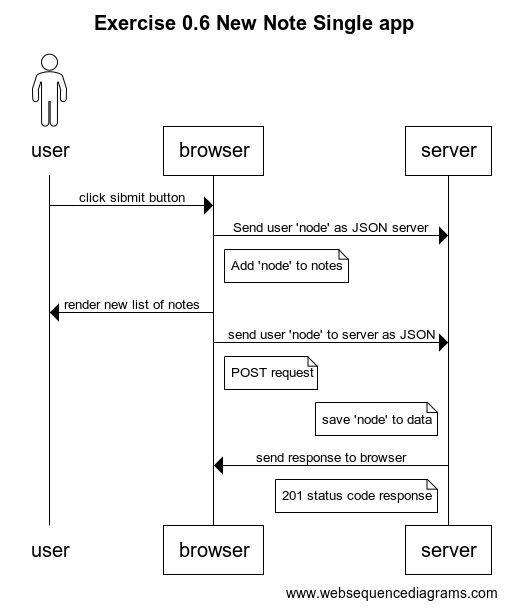 Exercise 0.6 New Note Single app
user
browser
server
click sibmit button
Send user 'node' as JSON server
Add 'node' to notes
render new list of notes
send user 'node' to server as JSON
POST request
save 'node' to data
send response to browser
201 status code response
user
browser
server
www.websequencediagrams.com